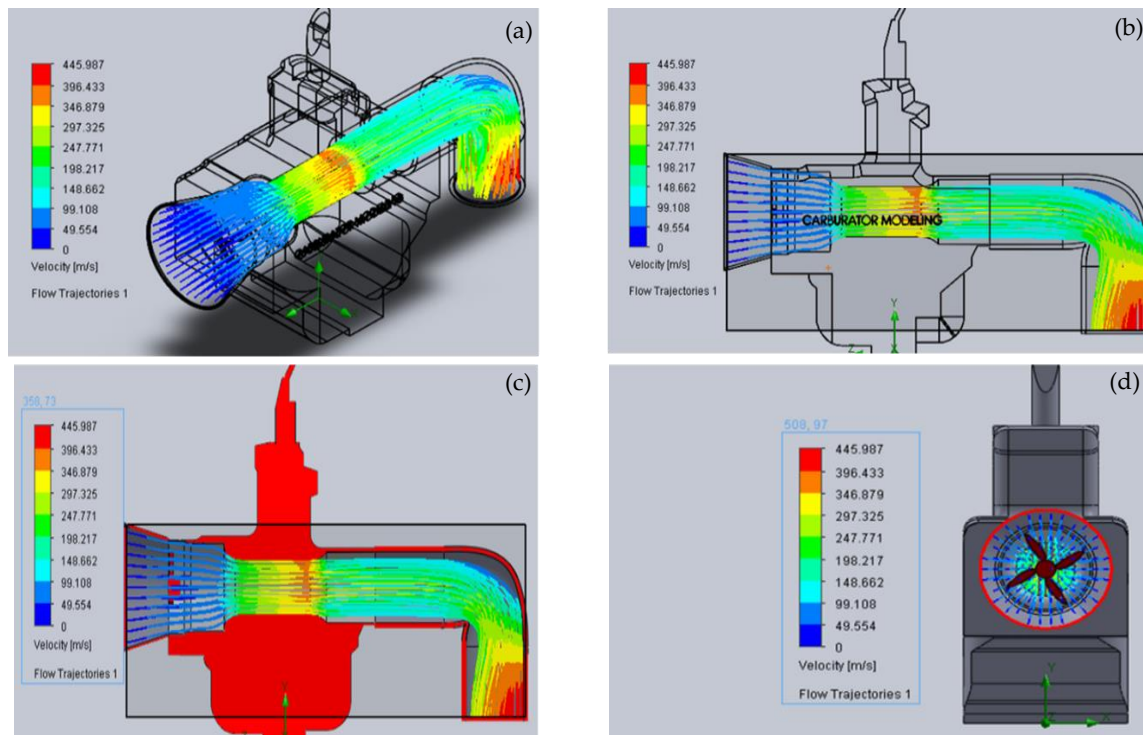 (a)
445.987
396.433
346.879
297.325
247.771
198.217
148.662
99.108
49.554
0
Velocity [m/s]
Flow Trajectories 1
(b)
445.987
396.433
346.879
297.325
247.771
198.217
148.662
99.108
49.554
0
Velocity [m/s]
Flow Trajectories 1
CARBURATOR MODELING
Y
Z
X
(c)
358, 73
445.987
396.433
346.879
297.325
247.771
198.217
148.662
99.108
49.554
0
Velocity [m/s]
Flow Trajectories 1
Y
(d)
508, 97
445.987
396.433
346.879
297.325
247.771
198.217
148.662
99.108
49.554
0
Velocity [m/s]
Flow Trajectories 1
Y
Z
X